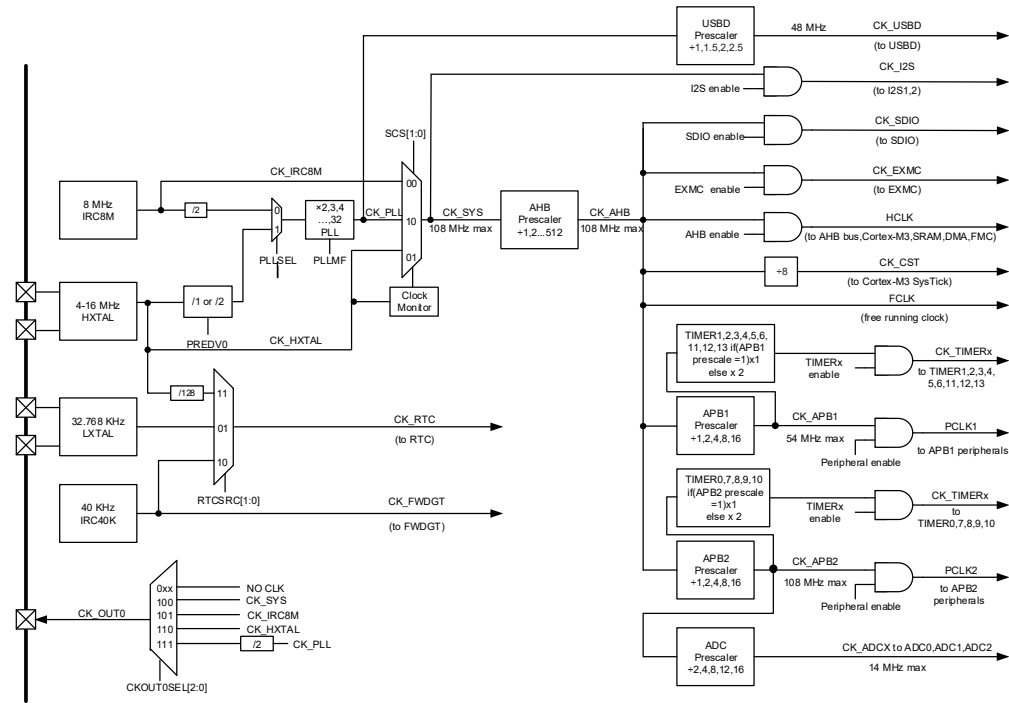 USBD
Prescaler
÷1,1.5,2,2.5
48 MHz
CK_USBD
(to USBD)
I2S enable
CK_I2S
(to I2S1,2)
SCS[1:0]
SDIO enable
CK_SDIO
(to SDIO)
EXMC enable
CK_EXMC
(to EXMC)
8 MHz
IRC8M
CK_IRC8M
/2
0
1
PLLSEL
×2,3,4
…,32
PLL
PLLMF
CK_PLL
00
10
01
CK_SYS
108 MHz max
AHB
Prescaler
÷1,2...512
CK_AHB
108 MHz max
AHB enable
HCLK
(to AHB bus,Cortex-M3,SRAM,DMA,FMC)
÷8
CK_CST
(to Cortex-M3 SysTick)
FCLK
(free running clock)
4-16 MHz
HXTAL
/1 or /2
PREDV0
Clock
Monitor
CK_HXTAL
TIMER1,2,3,4,5,6,
11,12,13 if(APB1
prescale =1)x1
else x 2
TIMERx
enable
CK_TIMERx
to TIMER1,2,3,4,
5,6,11,12,13
/128
11
01
10
RTCSRC[1:0]
32.768 KHz
LXTAL
CK_RTC
(to RTC)
APB1
Prescaler
÷1,2,4,8,16
CK_APB1
54 MHz max
Peripheral enable
PCLK1
to APB1 peripherals
40 KHz
IRC40K
CK_FWDGT
(to FWDGT)
TIMER0,7,8,9,10
if(APB2 prescale
=1)x1
else x 2
TIMERx
enable
CK_TIMERx
to
TIMER0,7,8,9,10
APB2
Prescaler
÷1,2,4,8,16
CK_APB2
108 MHz max
Peripheral enable
PCLK2
to APB2
peripherals
CK_OUT0
0xx
100
101
110
111
NO CLK
CK_SYS
CK_IRC8M
CK_HXTAL
/2
CK_PLL
CKOUT0SEL[2:0]
ADC
Prescaler
÷2,4,8,12,16
CK_ADCX to ADC0,ADC1,ADC2
14 MHz max